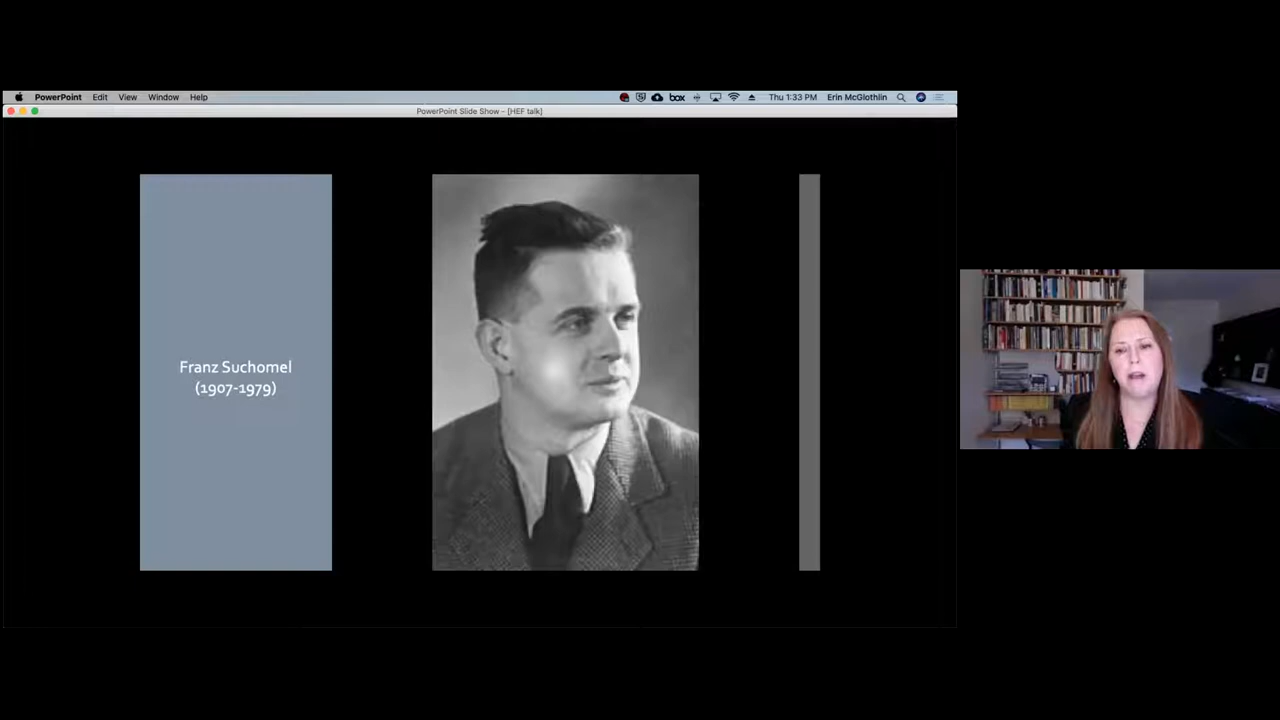 PowerPoint Edit View Window Help box Thu 1:33 PM Erin McGlothlin
PowerPoint Slide Show - [HEF talk]
Franz Suchomel
(1907-1979)